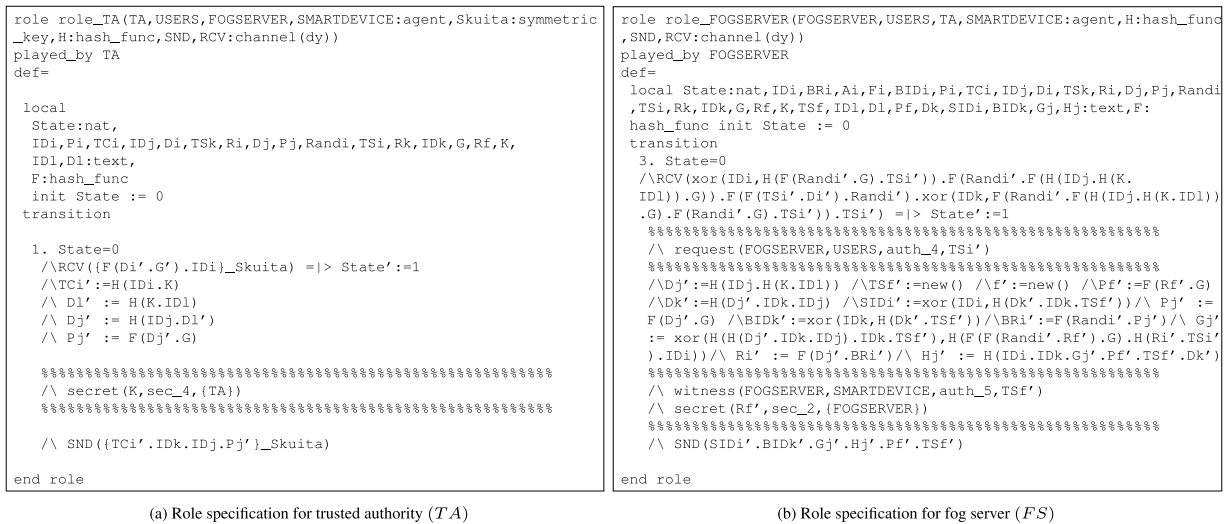 role role_TA(TA,USERS,FOGSERVER,SMARTDEVICE:agent,Skuita:symmetric
_key,H:hash_func,SND,RCV:channel(dy))
played_by TA
def=
local
State:nat,
IDi,Pi,TCi,IDj,Di,TSk,Ri,Dj,Pj,Randi,TSi,Rk,IDk,G,Rf,K,
IDl,Dl:text,
F:hash_func
init State := 0
transition
1. State=0
/\RCV({F(Di'.G').IDi}_Skuita) =|> State':=1
/\TCi':=H(IDi.K)
/\ Dl' := H(K.IDl)
/\ Dj' := H(IDj.Dl')
/\ Pj' := F(Dj'.G)
%%%%%%%%%%%%%%%%%%%%%%%%%%%%%%%%%%%%%%%%%%%%%%%%%%%%%%%%%%
/\ secret(K,sec_4,{TA})
%%%%%%%%%%%%%%%%%%%%%%%%%%%%%%%%%%%%%%%%%%%%%%%%%%%%%%%%%%
/\ SND({TCi'.IDk.IDj.Pj'}_Skuita)
end role
(a) Role specification for trusted authority (TA)
role role_FOGSERVER(FOGSERVER,USERS,TA,SMARTDEVICE:agent,H:hash_func
,SND,RCV:channel(dy))
played_by FOGSERVER
def=
local State:nat,IDi,BRi,Ai,Fi,BIDi,Pi,TCi,IDj,Di,TSk,Ri,Dj,Pj,Randi
,TSi,Rk,IDk,G,Rf,K,TSf,IDl,Dl,Pf,Dk,SIDi,BIDk,Gj,Hj:text,F:
hash_func init State := 0
transition
3. State=0
/\RCV(xor(IDi,H(F(Randi'.G).TSi')).F(Randi'.F(H(IDj.H(K.
IDl)).G)).F(F(TSi'.Di').Randi').xor(IDk,F(Randi'.F(H(IDj.H(K.IDl))
.G).F(Randi'.G).TSi')).TSi') =|> State':=1
%%%%%%%%%%%%%%%%%%%%%%%%%%%%%%%%%%%%%%%%%%%%%%%%%%%%%%%%%%
/\ request(FOGSERVER,USERS,auth_4,TSi')
%%%%%%%%%%%%%%%%%%%%%%%%%%%%%%%%%%%%%%%%%%%%%%%%%%%%%%%%%%
/\Dj':=H(IDj.H(K.IDl)) /\TSf':=new() /\f':=new() /\Pf':=F(Rf'.G)
/\Dk':=H(Dj'.IDk.IDj) /\SIDi':=xor(IDi,H(Dk'.IDk.TSf'))/\ Pj' :=
F(Dj'.G) /\BIDk':=xor(IDk,H(Dk'.TSf'))/\BRi':=F(Randi'.Pj')/\ Gj'
:= xor(H(H(Dj'.IDk.IDj).IDk.TSf'),H(F(F(Randi'.Rf').G).H(Ri'.TSi'
).IDi))/\ Ri' := F(Dj'.BRi')/\ Hj' := H(IDi.IDk.Gj'.Pf'.TSf'.Dk')
%%%%%%%%%%%%%%%%%%%%%%%%%%%%%%%%%%%%%%%%%%%%%%%%%%%%%%%%%%
/\ witness(FOGSERVER,SMARTDEVICE,auth_5,TSf')
/\ secret(Rf',sec_2,{FOGSERVER})
%%%%%%%%%%%%%%%%%%%%%%%%%%%%%%%%%%%%%%%%%%%%%%%%%%%%%%%%%%
/\ SND(SIDi'.BIDk'.Gj'.Hj'.Pf'.TSf')
end role
(b) Role specification for fog server (FS)